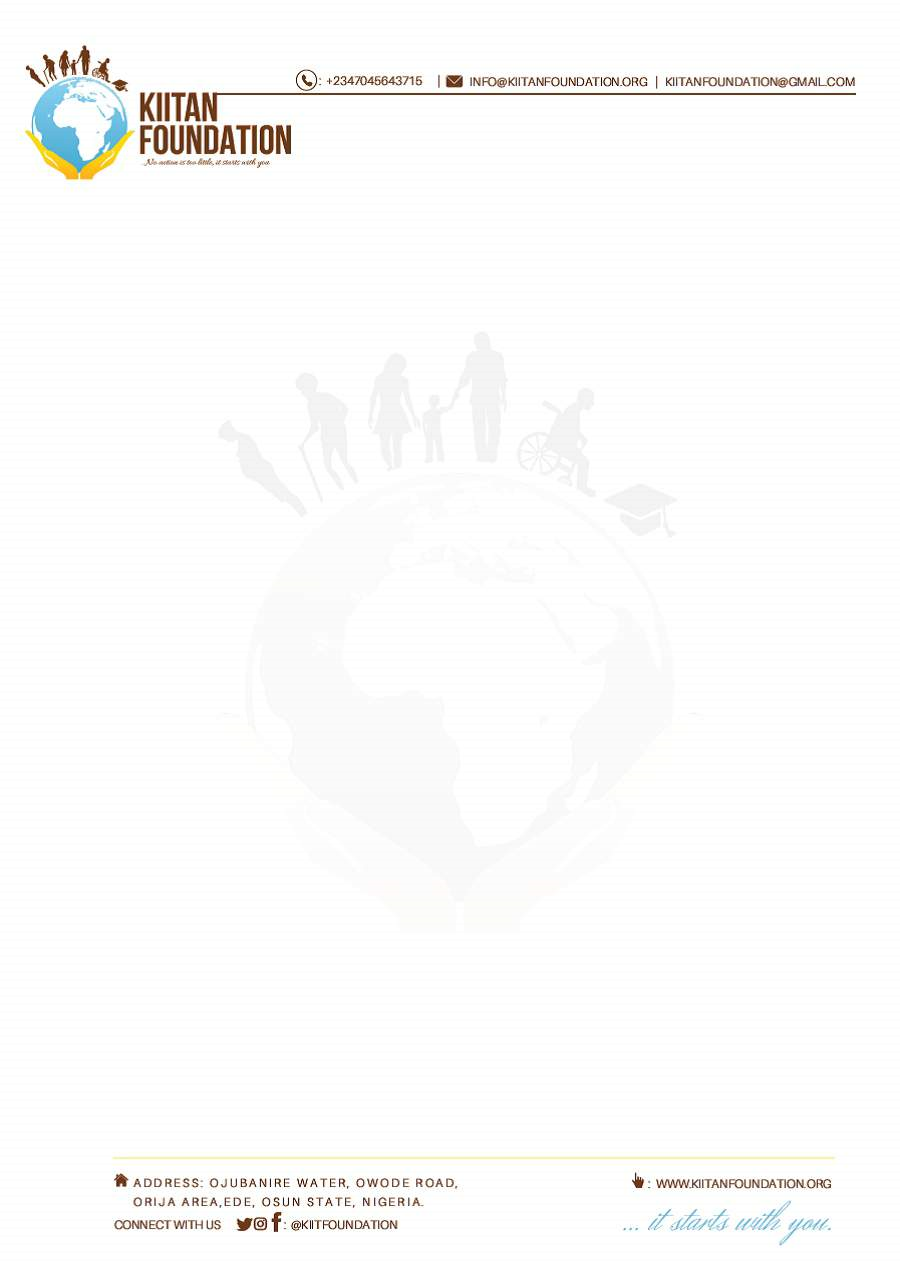 : +2347045643715 | INFO@KIITANFOUNDATION.ORG | KIITANFOUNDATION@GMAIL.COM
KIITAN
FOUNDATION
...No action is too little, it starts with you
ADDRESS: OJUBANIRE WATER, OWODE ROAD,
ORIJA AREA,EDE, OSUN STATE, NIGERIA.
CONNECT WITH US : @KIITFOUNDATION
: WWW.KIITANFOUNDATION.ORG
... it starts with you.